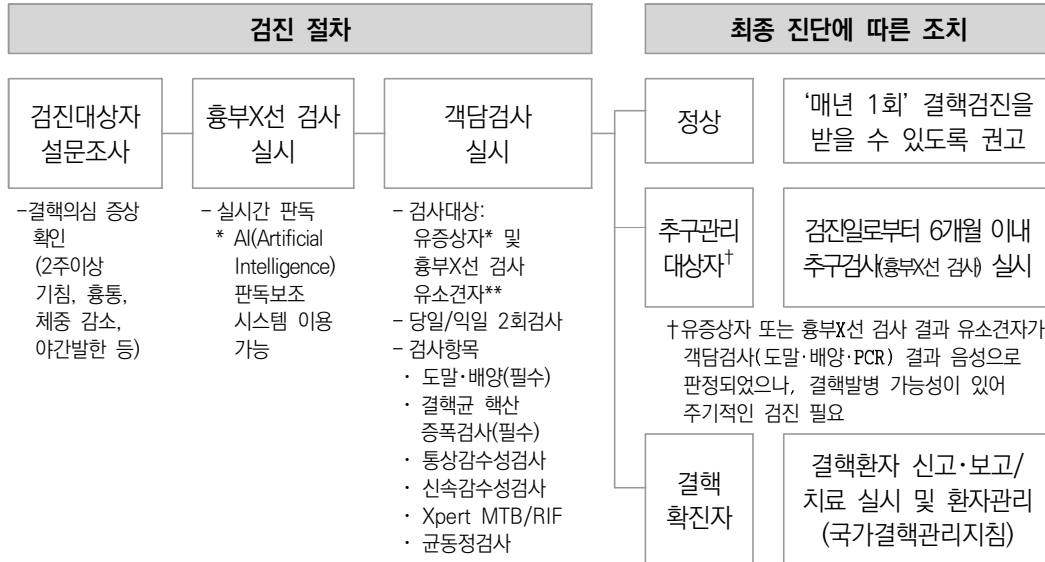 검진 절차
검진대상자
설문조사
-결핵의심 증상
확인
(2주이상
기침, 흉통,
체중 감소,
야간발한 등)
흉부X선 검사
실시
- 실시간 판독
* AI(Artificial
Intelligence)
판독보조
시스템 이용
가능
객담검사
실시
- 검사대상:
유증상자* 및
흉부X선 검사
유소견자**
- 당일/익일 2회검사
- 검사항목
· 도말·배양(필수)
· 결핵균 핵산
증폭검사(필수)
· 통상감수성검사
· 신속감수성검사
· Xpert MTB/RIF
· 균동정검사
최종 진단에 따른 조치
정상
‘매년 1회’ 결핵검진을
받을 수 있도록 권고
추구관리
대상자†
검진일로부터 6개월 이내
추구검사(흉부X선 검사) 실시
†유증상자 또는 흉부X선 검사 결과 유소견자가
객담검사(도말·배양·PCR) 결과 음성으로
판정되었으나, 결핵발병 가능성이 있어
주기적인 검진 필요
결핵
확진자
결핵환자 신고·보고/
치료 실시 및 환자관리
(국가결핵관리지침)